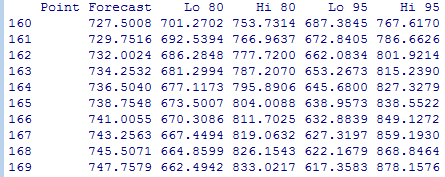 Point Forecast Lo 80 Hi 80 Lo 95 Hi 95
160 727.5008 701.2702 753.7314 687.3845 767.6170
161 729.7516 692.5394 766.9637 672.8405 786.6626
162 732.0024 686.2848 777.7200 662.0834 801.9214
163 734.2532 681.2994 787.2070 653.2673 815.2390
164 736.5040 677.1173 795.8906 645.6800 827.3279
165 738.7548 673.5007 804.0088 638.9573 838.5522
166 741.0055 670.3086 811.7025 632.8839 849.1272
167 743.2563 667.4494 819.0632 627.3197 859.1930
168 745.5071 664.8599 826.1543 622.1679 868.8464
169 747.7579 662.4942 833.0217 617.3583 878.1576